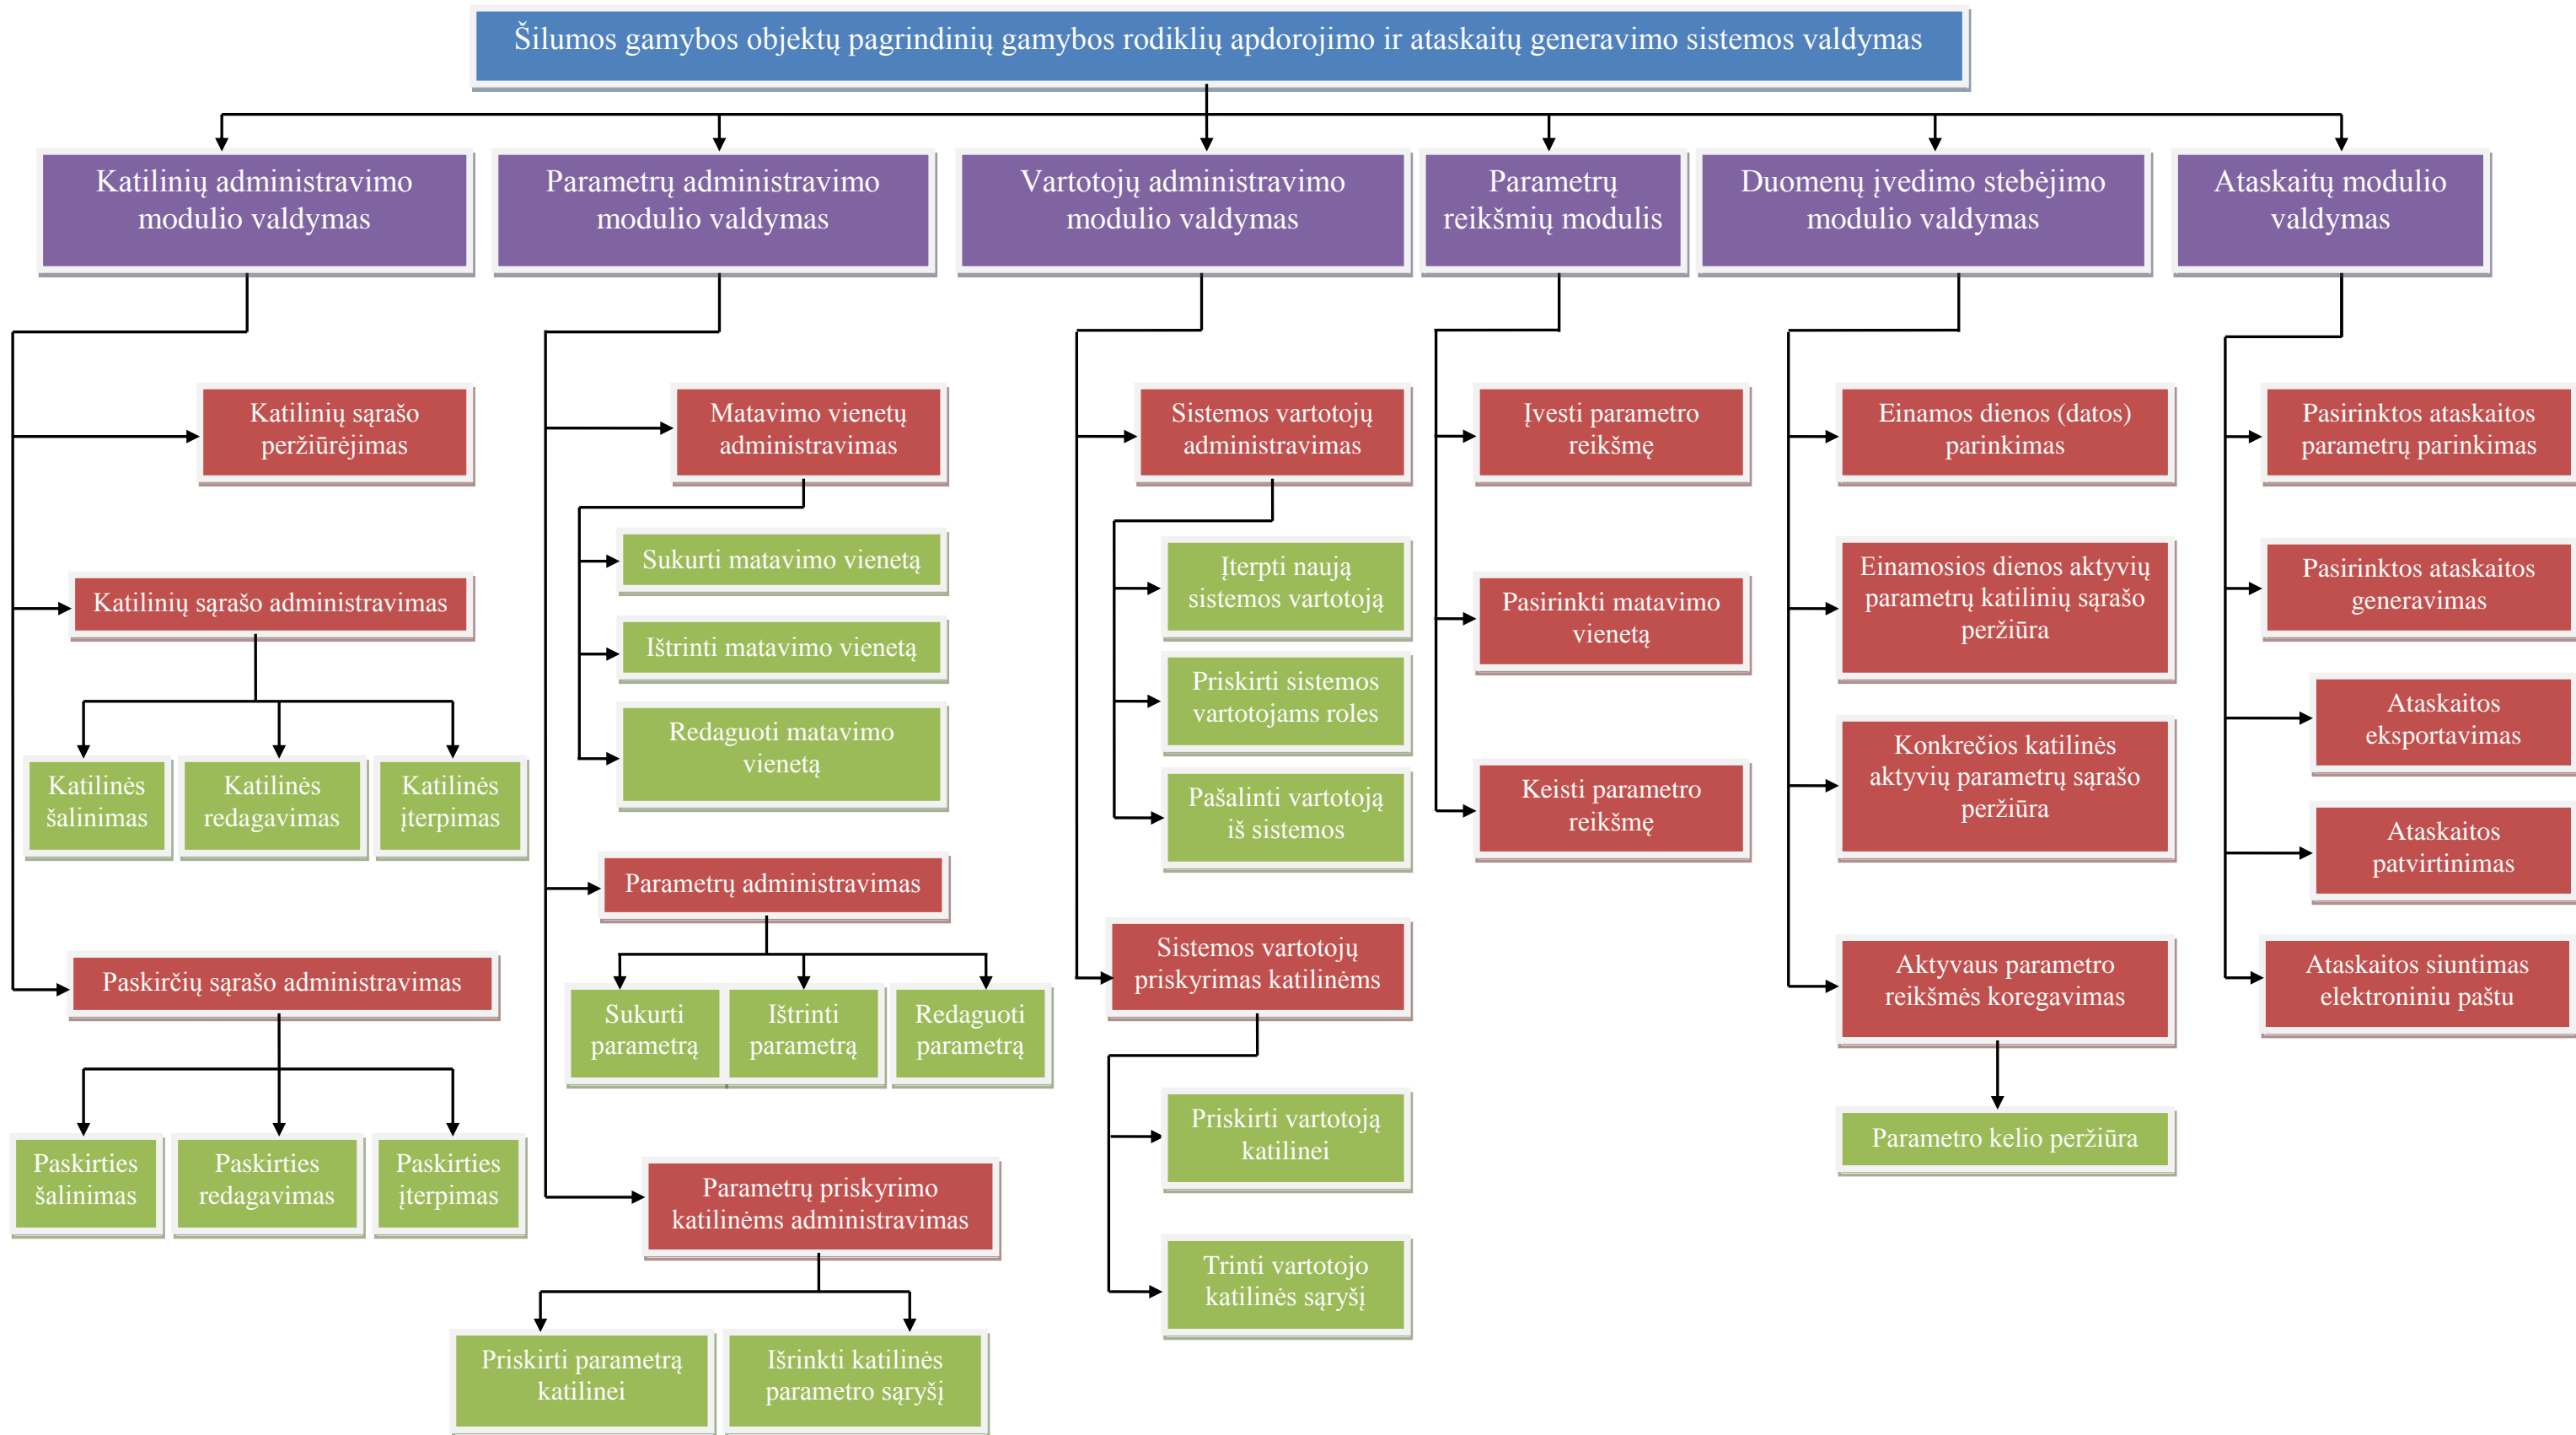 Šilumos gamybos objektų pagrindinių gamybos rodiklių apdorojimo ir ataskaitų generavimo sistemos valdymas
Katilinių administravimo
modulio valdymas
Parametrų administravimo
modulio valdymas
Vartotojų administravimo
modulio valdymas
Parametrų
reikšmių modulis
Duomenų įvedimo stebėjimo
modulio valdymas
Ataskaitų modulio
valdymas
Katilinių sąrašo
peržiūrėjimas
Katilinių sąrašo administravimas
Katilinės
šalinimas
Katilinės
redagavimas
Katilinės
įterpimas
Paskirčių sąrašo administravimas
Paskirties
šalinimas
Paskirties
redagavimas
Paskirties
įterpimas
Matavimo vienetų
administravimas
Sukurti matavimo vienetą
Ištrinti matavimo vienetą
Redaguoti matavimo
vienetą
Parametrų administravimas
Sukurti
parametrą
Ištrinti
parametrą
Redaguoti
parametrą
Parametrų priskyrimo
katilinėms administravimas
Priskirti parametrą
katilinei
Išrinkti katilinės
parametro sąryšį
Sistemos vartotojų
administravimas
Įterpti naują
sistemos vartotoją
Priskirti sistemos
vartotojams roles
Pašalinti vartotoją
iš sistemos
Sistemos vartotojų
priskyrimas katilinėms
Priskirti vartotoją
katilinei
Trinti vartotojo
katilinės sąryšį
Įvesti parametro
reikšmę
Pasirinkti matavimo
vienetą
Keisti parametro
reikšmę
Einamos dienos (datos)
parinkimas
Einamosios dienos aktyvių
parametrų katilinių sąrašo
peržiūra
Konkrečios katilinės
aktyvių parametrų sąrašo
peržiūra
Aktyvaus parametro
reikšmės koregavimas
Parametro kelio peržiūra
Pasirinktos ataskaitos
parametrų parinkimas
Pasirinktos ataskaitos
generavimas
Ataskaitos
eksportavimas
Ataskaitos
patvirtinimas
Ataskaitos siuntimas
elektroniniu paštu